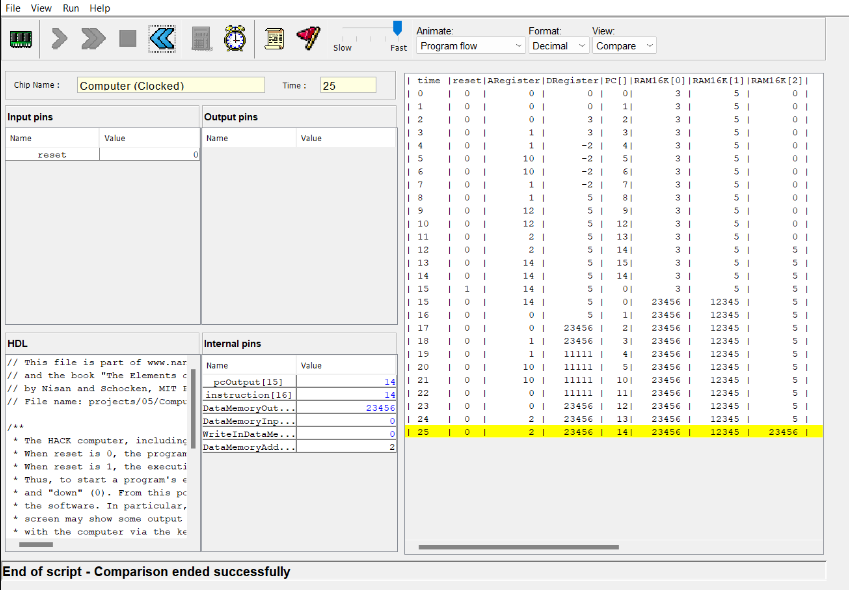 File View Run Help
Animate: Format: View:
Slow Fast Program flow Decimal Compare
Chip Name : Computer (Clocked) Time : 25
Input pins
Name Value
reset 0
Output pins
Name Value
HDL
// This file is part of www.nan
// and the book "The Elements o
// by Nisan and Schocken, MIT P
// File name: projects/05/Compu
/**
* The HACK computer, including
* When reset is 0, the program
* When reset is 1, the executi
* Thus, to start a program's e
* and "down" (0). From this po
* the software. In particular,
* screen may show some output
* with the computer via the ke
Internal pins
Name Value
pcOutput[15] 14
instruction[16] 14
DataMemoryOut... 23456
DataMemoryInp... 0
WriteInDataMe... 0
DataMemoryAdd... 2
| time |reset|ARegister|DRegister|PC[]|RAM16K[0]|RAM16K[1]|RAM16K[2]|
| 0 | 0 | 0 | 0 | 0| 3 | 5 | 0 |
| 1 | 0 | 0 | 0 | 1| 3 | 5 | 0 |
| 2 | 0 | 0 | 3 | 2| 3 | 5 | 0 |
| 3 | 0 | 1 | 3 | 3| 3 | 5 | 0 |
| 4 | 0 | 1 | -2 | 4| 3 | 5 | 0 |
| 5 | 0 | 10 | -2 | 5| 3 | 5 | 0 |
| 6 | 0 | 10 | -2 | 6| 3 | 5 | 0 |
| 7 | 0 | 1 | -2 | 7| 3 | 5 | 0 |
| 8 | 0 | 1 | 5 | 8| 3 | 5 | 0 |
| 9 | 0 | 12 | 5 | 9| 3 | 5 | 0 |
| 10 | 0 | 12 | 5 | 12| 3 | 5 | 0 |
| 11 | 0 | 2 | 5 | 13| 3 | 5 | 0 |
| 12 | 0 | 2 | 5 | 14| 3 | 5 | 5 |
| 13 | 0 | 14 | 5 | 15| 3 | 5 | 5 |
| 14 | 0 | 14 | 5 | 14| 3 | 5 | 5 |
| 15 | 1 | 14 | 5 | 0| 3 | 5 | 5 |
| 15 | 0 | 14 | 5 | 0| 23456 | 12345 | 5 |
| 16 | 0 | 0 | 5 | 1| 23456 | 12345 | 5 |
| 17 | 0 | 0 | 23456 | 2| 23456 | 12345 | 5 |
| 18 | 0 | 1 | 23456 | 3| 23456 | 12345 | 5 |
| 19 | 0 | 1 | 11111 | 4| 23456 | 12345 | 5 |
| 20 | 0 | 10 | 11111 | 5| 23456 | 12345 | 5 |
| 21 | 0 | 10 | 11111 | 10| 23456 | 12345 | 5 |
| 22 | 0 | 0 | 11111 | 11| 23456 | 12345 | 5 |
| 23 | 0 | 0 | 23456 | 12| 23456 | 12345 | 5 |
| 24 | 0 | 2 | 23456 | 13| 23456 | 12345 | 5 |
| 25 | 0 | 2 | 23456 | 14| 23456 | 12345 | 23456 |
End of script - Comparison ended successfully